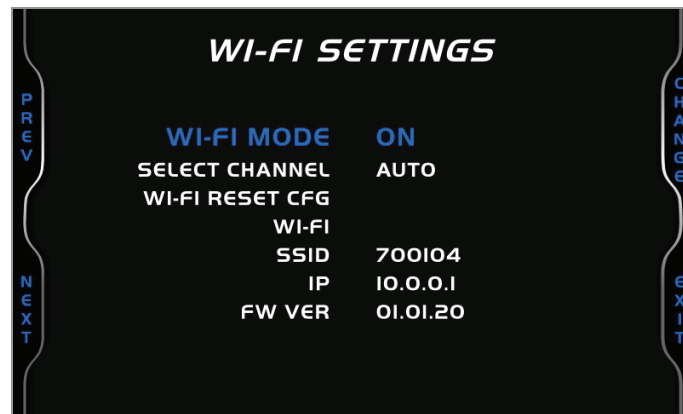 WI-FI SETTINGS
PREV
CHANGE
WI-FI MODE ON
SELECT CHANNEL AUTO
WI-FI RESET CFG
WI-FI
SSID 700104
IP 10.0.0.1
FW VER 01.01.20
NEXT
EXIT